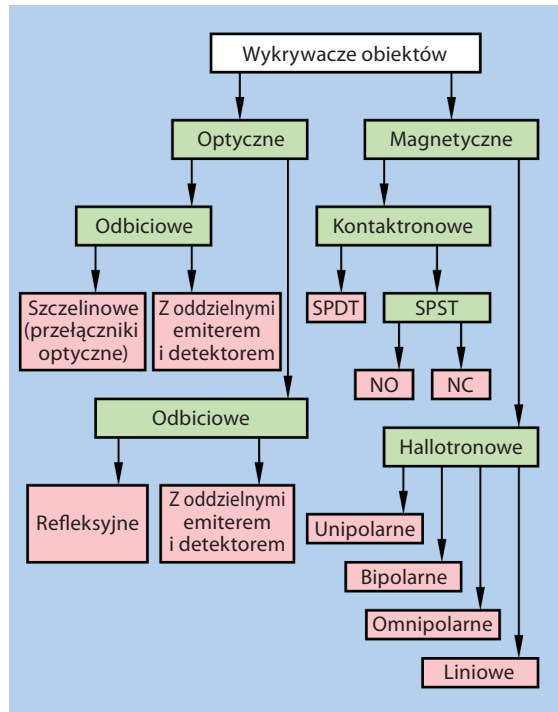 Wykrywacze obiektów
Optyczne
Magnetyczne
Odbiciowe
Kontaktronowe
Szczelinowe
(przełączniki
optyczne)
Z oddzielnymi
emiterem
i detektorem
SPDT
SPST
NO
NC
Odbiciowe
Hallotronowe
Refleksyjne
Z oddzielnymi
emiterem
i detektorem
Unipolarne
Bipolarne
Omnipolarne
Liniowe